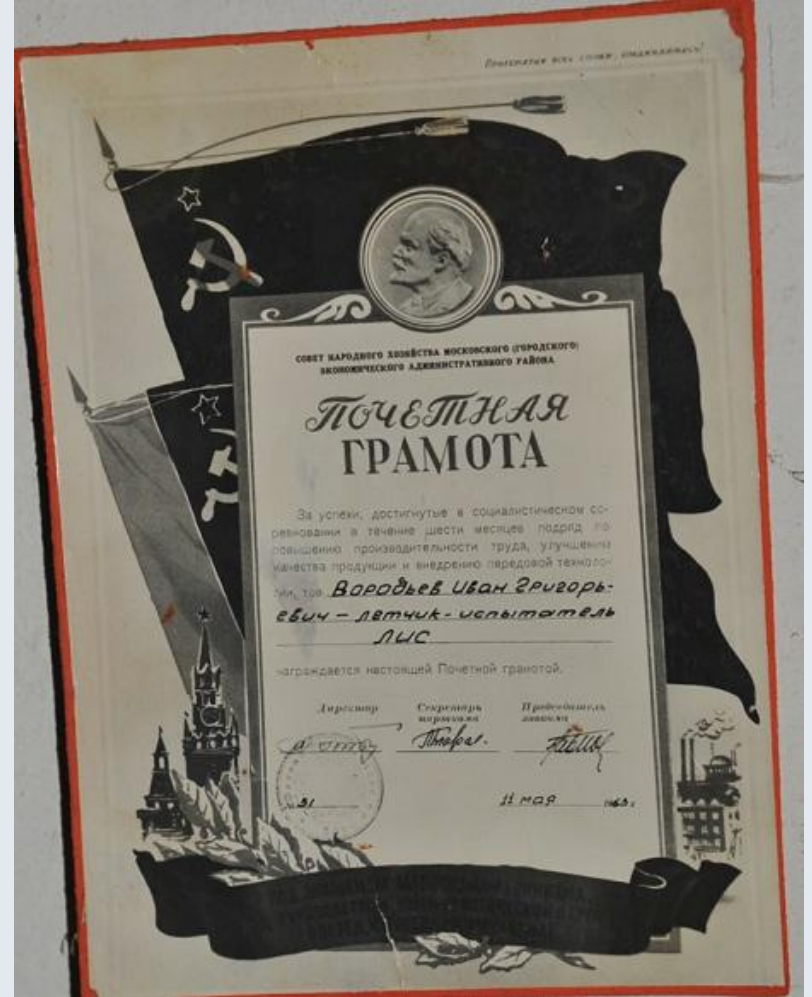 Пролетарии всех стран, соединяйтесь!
СОВЕТ НАРОДНОГО ХОЗЯЙСТВА МОСКОВСКОГО (ГОРОДСКОГО)
ЭКОНОМИЧЕСКОГО АДМИНИСТРАТИВНОГО РАЙОНА
ПОЧЕТНАЯ
ГРАМОТА
За успехи, достигнутые в социалистическом со-
ревновании в течение шести месяцев подряд по
повышению производительности труда, улучшению
качества продукции и внедрению передовой техноло-
гии, тов. Воробьев Иван Григорь-
евич – летчик-испытатель
ЛИС
награждается настоящей Почетной грамотой.
Директор Секретарь Председатель
парткома завкома
11 мая